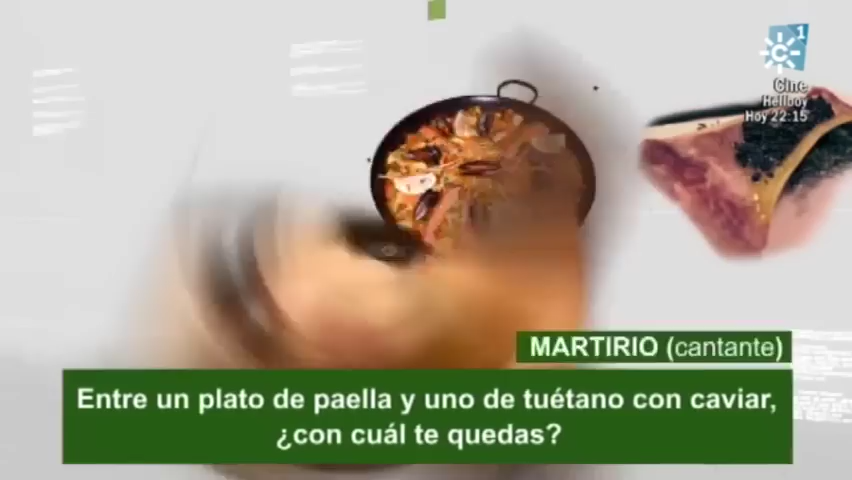 1
C
Cine
Hellboy
Hoy 22:15
MARTIRIO (cantante)
Entre un plato de paella y uno de tuétano con caviar,
¿con cuál te quedas?